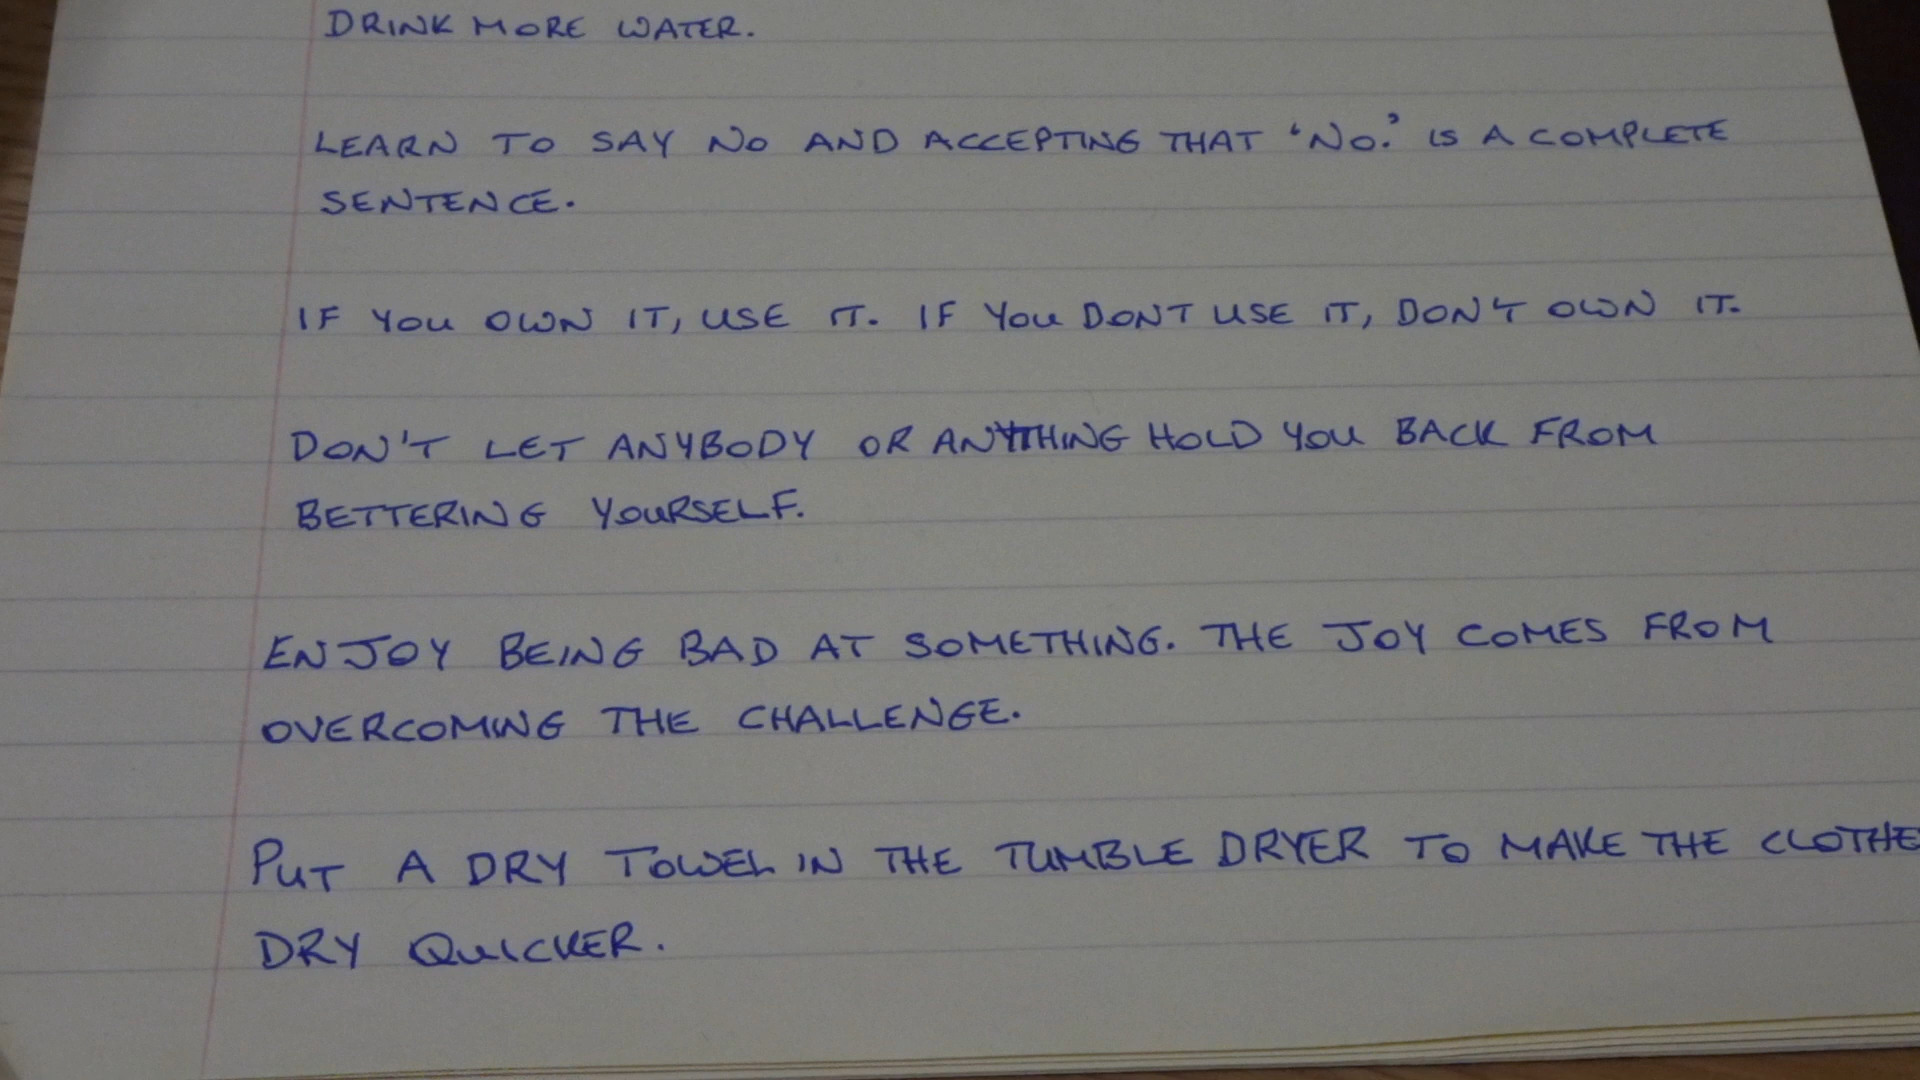 DRINK MORE WATER.
LEARN TO SAY NO AND ACCEPTING THAT 'NO.' IS A COMPLETE
SENTENCE.
IF YOU OWN IT, USE IT. IF YOU DONT USE IT, DON'T OWN IT.
DON'T LET ANYBODY OR ANYTHING HOLD YOU BACK FROM
BETTERING YOURSELF.
ENJOY BEING BAD AT SOMETHING. THE JOY COMES FROM
OVERCOMING THE CHALLENGE.
PUT A DRY TOWEL IN THE TUMBLE DRYER TO MAKE THE CLOTHE
DRY QUICKER.